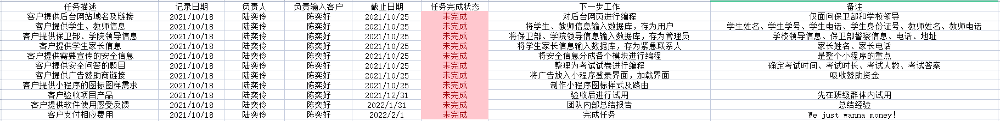 任务描述 记录日期 负责人 负责输入客户 截止日期 任务完成状态 下一步工作 备注
客户提供后台网站域名及链接 2021/10/18 陆奕伶 陈奕好 2021/10/25 未完成 对后台网页进行编程 仅面向保卫部和学校领导
客户提供学生、教师信息 2021/10/18 陆奕伶 陈奕好 2021/10/25 未完成 将学生、教师信息输入数据库，存为用户 学生姓名、学生学号、学生电话、学生身份证号、教师姓名、教师电话
客户提供保卫部、学院领导信息 2021/10/18 陆奕伶 陈奕好 2021/10/25 未完成 将保卫部、学院领导信息输入数据库，存为管理员 学校领导信息、保卫部警察信息、电话、地址
客户提供学生家长信息 2021/10/18 陆奕伶 陈奕好 2021/10/25 未完成 将学生家长信息输入数据库，存为紧急联系人 家长姓名、家长电话
客户提供需要宣传的安全信息 2021/10/18 陆奕伶 陈奕好 2021/10/25 未完成 将安全信息分成各个模块进行编程 是整个小程序的重点
客户提供安全问答的题目 2021/10/18 陆奕伶 陈奕好 2021/10/25 未完成 整理为考试试卷进行编程 确定考试时间、考试时长、考试人数、考试答案
客户提供广告赞助商链接 2021/10/18 陆奕伶 陈奕好 2021/10/25 未完成 将广告放入小程序登录界面，加载界面 吸收赞助资金
客户提供小程序的图标图样需求 2021/10/18 陆奕伶 陈奕好 2021/10/25 未完成 制作小程序图标样式及路由
客户验收项目产品 2021/10/18 陆奕伶 陈奕好 2021/12/31 未完成 验收后进行试用 先在班级群体内试用
客户提供软件使用感受反馈 2021/10/18 陆奕伶 陈奕好 2022/1/31 未完成 团队内部总结报告 总结经验
客户支付相应费用 2021/10/18 陆奕伶 陈奕好 2022/2/1 未完成 完成任务 We just wanna money!